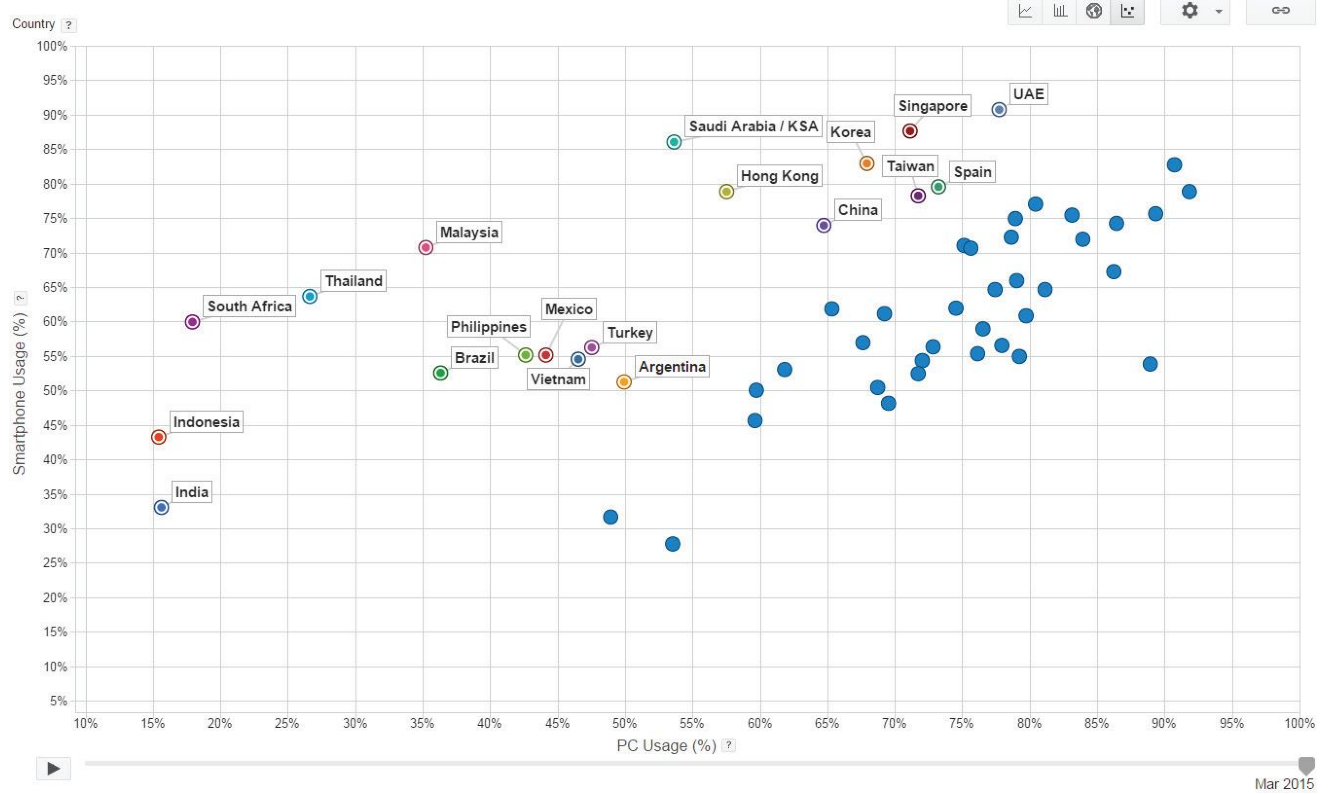 Country ?
100%
95%
90%
85%
80%
75%
70%
65%
60%
55%
50%
45%
40%
35%
30%
25%
20%
15%
10%
5%
Smartphone Usage (%) ?
UAE
Singapore
Saudi Arabia / KSA
Korea
Taiwan
Spain
Hong Kong
China
Malaysia
Thailand
South Africa
Mexico
Philippines
Turkey
Brazil
Vietnam
Argentina
Indonesia
India
10% 15% 20% 25% 30% 35% 40% 45% 50% 55% 60% 65% 70% 75% 80% 85% 90% 95% 100%
PC Usage (%) ?
Mar 2015